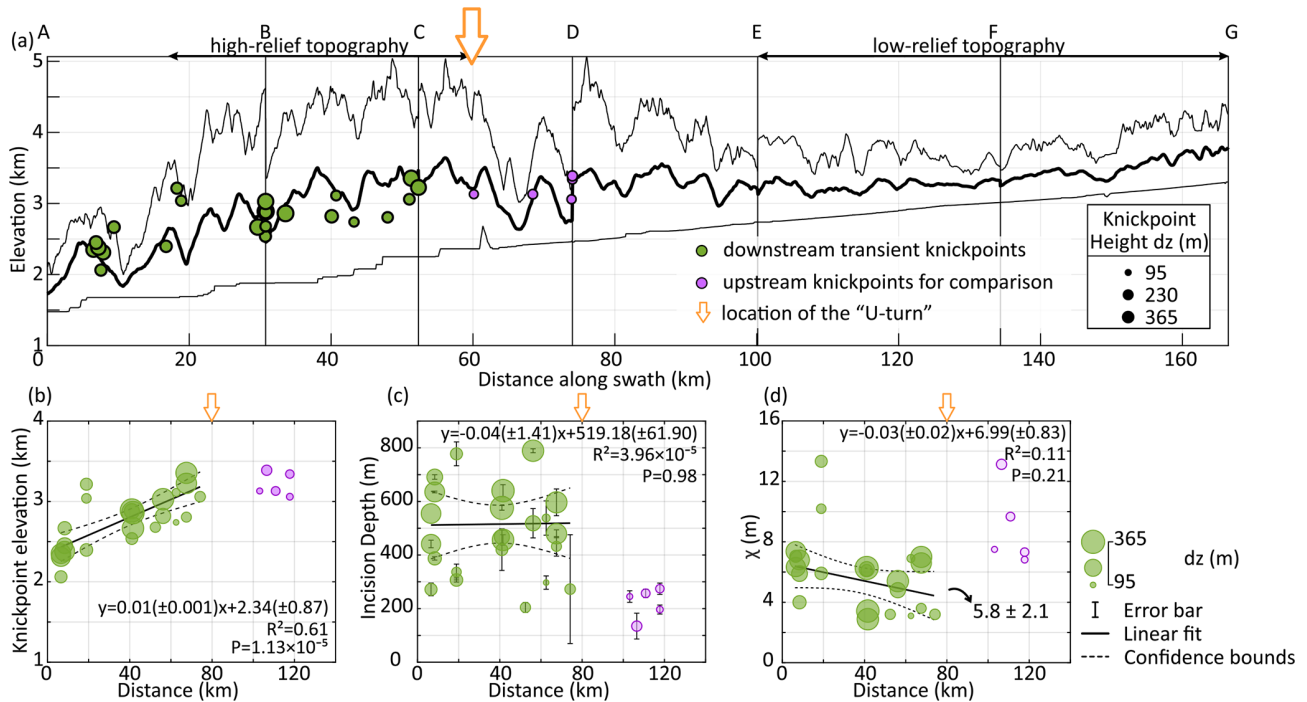 A B C D E F G
(a)
high-relief topography
low-relief topography
5
4
3
2
1
Elevation (km)
0 20 40 60 80 100 120 140 160
Distance along swath (km)
downstream transient knickpoints
upstream knickpoints for comparison
location of the “U-turn”
Knickpoint
Height dz (m)
95
230
365
(b)
4
3
2
1
Knickpoint elevation (km)
y=0.01(±0.001)x+2.34(±0.87)
R²=0.61
P=1.13×10⁻⁵
0 40 80 120
Distance (km)
(c)
800
600
400
200
0
Incision Depth (m)
y=-0.04(±1.41)x+519.18(±61.90)
R²=3.96×10⁻⁵
P=0.98
0 40 80 120
Distance (km)
(d)
16
12
8
4
0
χ (m)
y=-0.03(±0.02)x+6.99(±0.83)
R²=0.11
P=0.21
5.8 ± 2.1
0 40 80 120
Distance (km)
365
dz (m)
95
Error bar
Linear fit
Confidence bounds